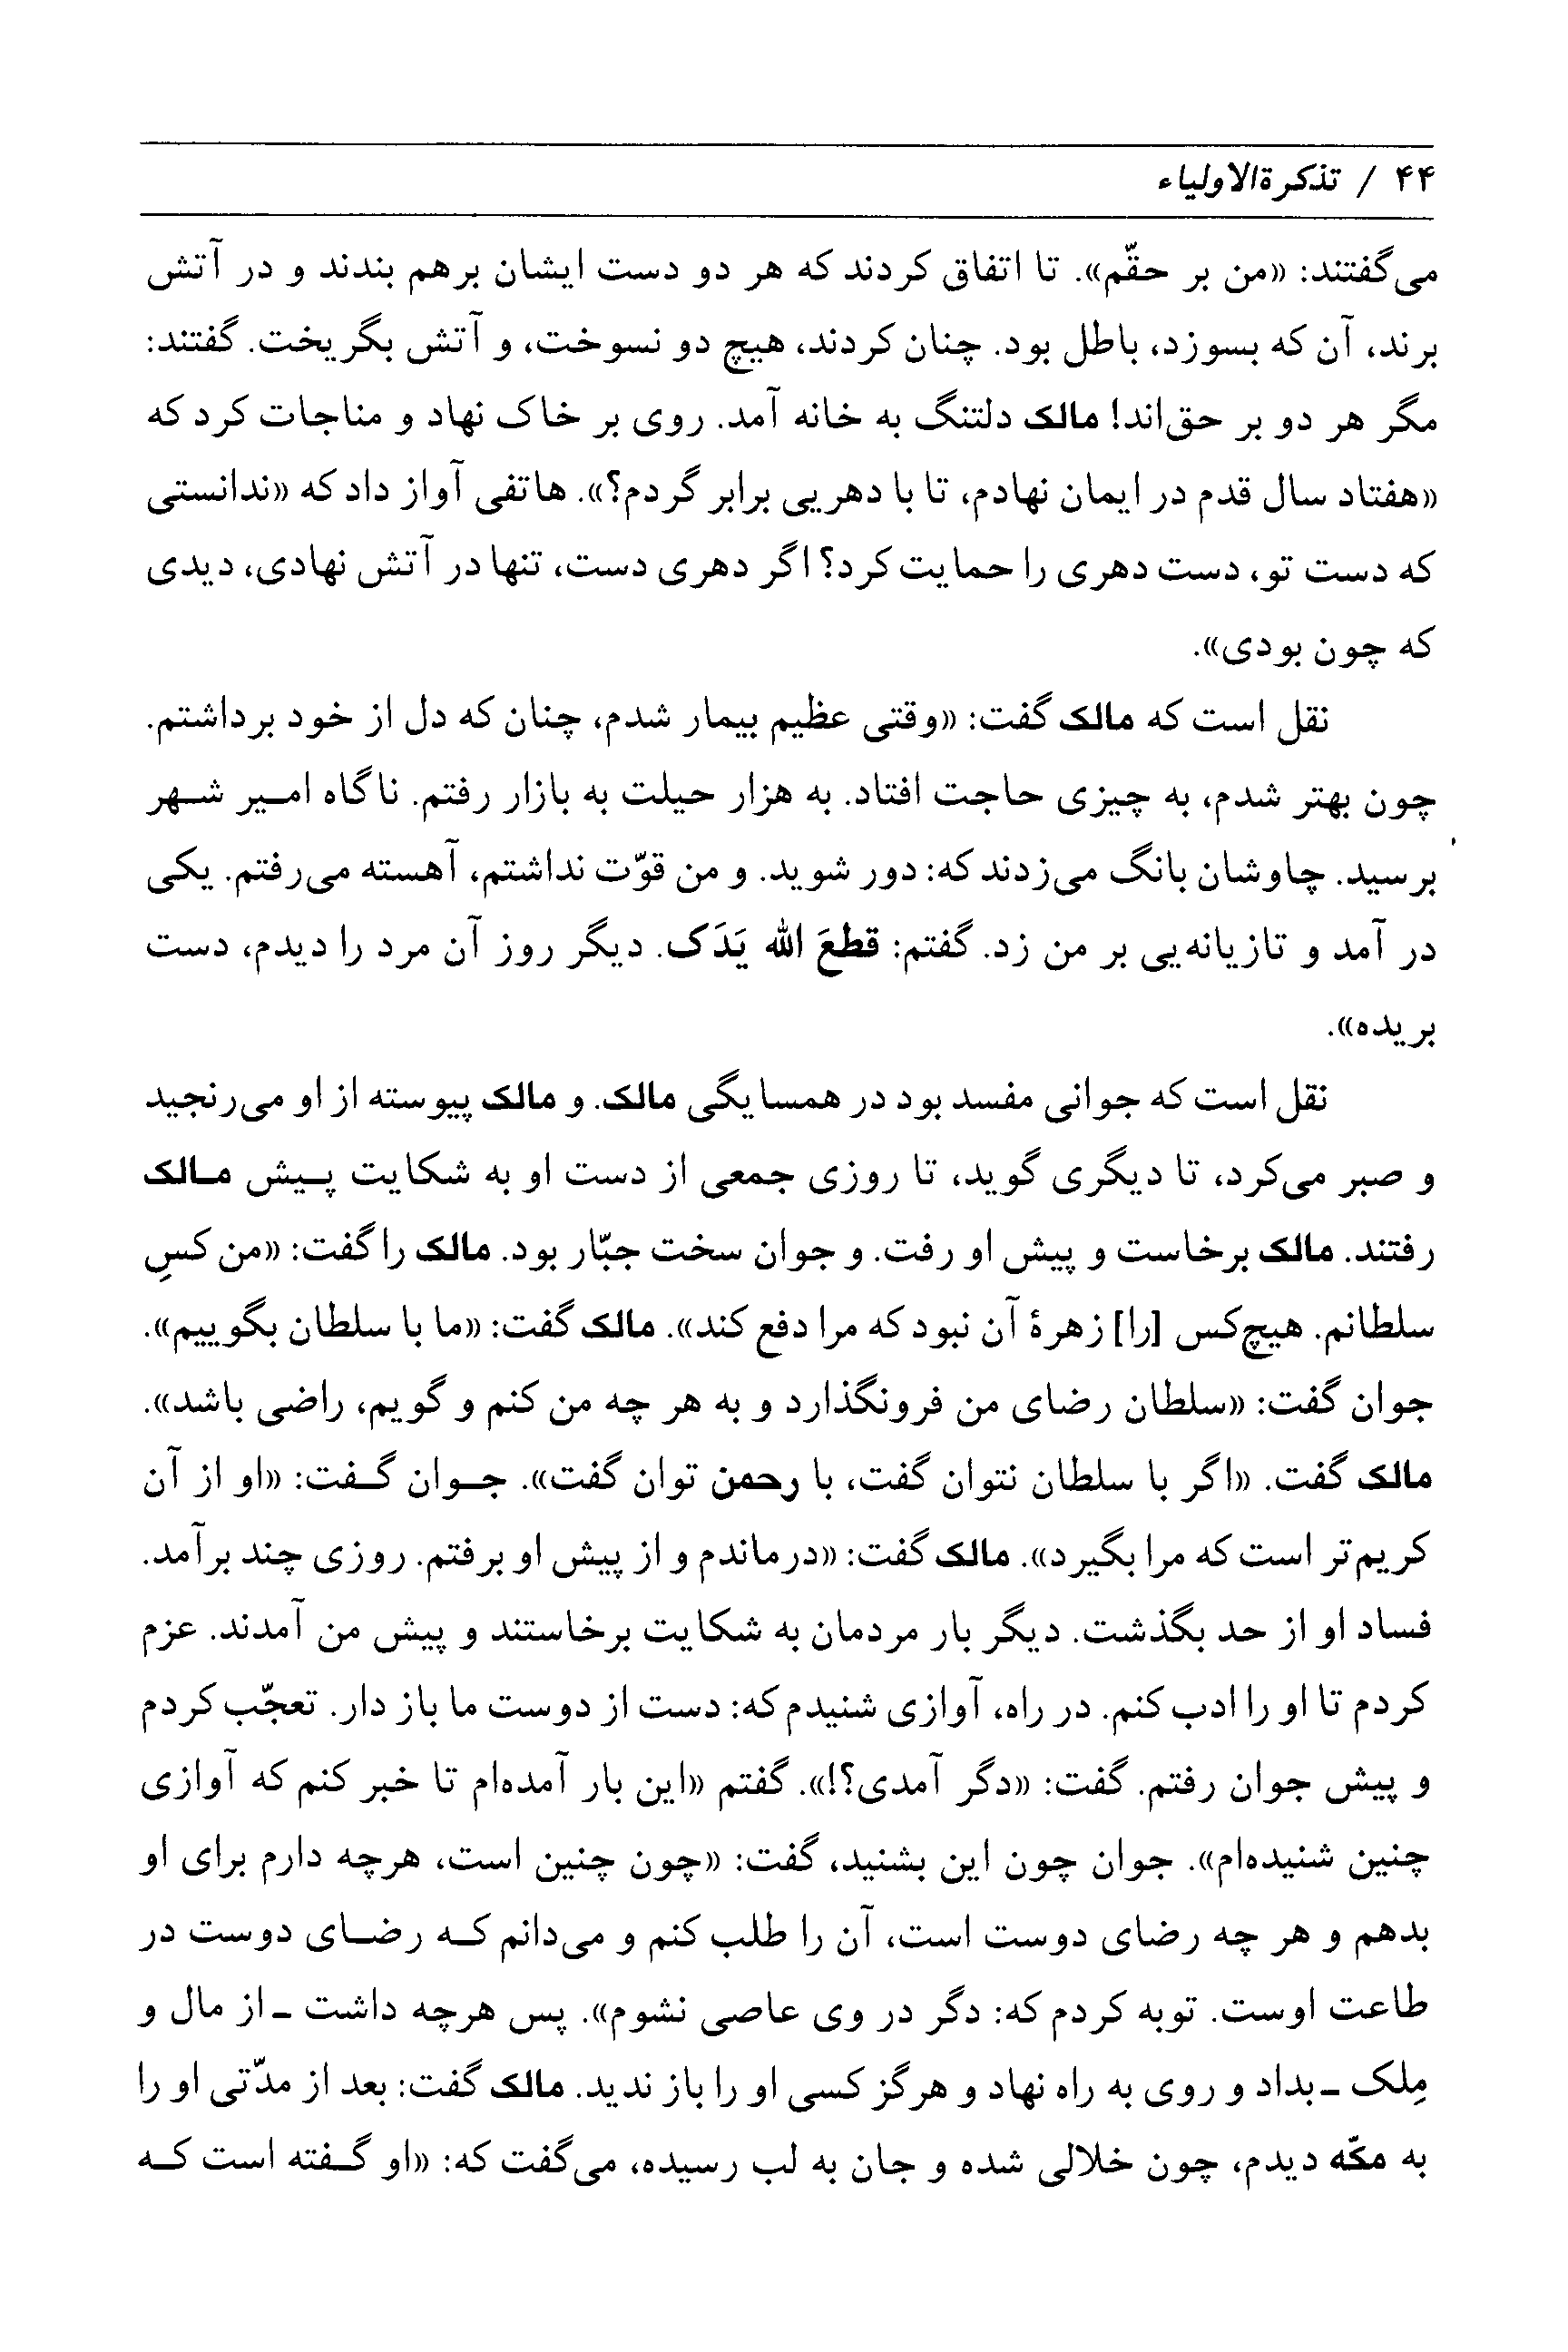 ۴۴ / تذکرةالاولیاء
می‌گفتند: «من بر حقّم». تا اتفاق کردند که هر دو دست ایشان برهم بندند و در آتش
برند، آن که بسوزد، باطل بود. چنان کردند، هیچ دو نسوخت، و آتش بگریخت. گفتند:
مگر هر دو بر حق‌اند! مالک دلتنگ به خانه آمد. روی بر خاک نهاد و مناجات کرد که
«هفتاد سال قدم در ایمان نهادم، تا با دهریی برابر گردم؟». هاتفی آواز داد که «ندانستی
که دست تو، دست دهری را حمایت کرد؟ اگر دهری دست، تنها در آتش نهادی، دیدی
که چون بودی».
نقل است که مالک گفت: «وقتی عظیم بیمار شدم، چنان که دل از خود برداشتم.
چون بهتر شدم، به چیزی حاجت افتاد. به هزار حیلت به بازار رفتم. ناگاه امیر شهر
برسید. چاوشان بانگ می‌زدند که: دور شوید. و من قوّت نداشتم، آهسته می‌رفتم. یکی
در آمد و تازیانه‌یی بر من زد. گفتم: قطعَ الله یَدَک. دیگر روز آن مرد را دیدم، دست
بریده».
نقل است که جوانی مفسد بود در همسایگی مالک. و مالک پیوسته از او می‌رنجید
و صبر می‌کرد، تا دیگری گوید، تا روزی جمعی از دست او به شکایت پیش مالک
رفتند. مالک برخاست و پیش او رفت. و جوان سخت جبّار بود. مالک را گفت: «من کسِ
سلطانم. هیچ‌کس [را] زهرهٔ آن نبود که مرا دفع کند». مالک گفت: «ما با سلطان بگوییم».
جوان گفت: «سلطان رضای من فرونگذارد و به هر چه من کنم و گویم، راضی باشد».
مالک گفت. «اگر با سلطان نتوان گفت، با رحمن توان گفت». جوان گفت: «او از آن
کریم‌تر است که مرا بگیرد». مالک گفت: «درماندم و از پیش او برفتم. روزی چند برآمد.
فساد او از حد بگذشت. دیگر بار مردمان به شکایت برخاستند و پیش من آمدند. عزم
کردم تا او را ادب کنم. در راه، آوازی شنیدم که: دست از دوست ما باز دار. تعجّب کردم
و پیش جوان رفتم. گفت: «دگر آمدی؟!». گفتم «این بار آمده‌ام تا خبر کنم که آوازی
چنین شنیده‌ام». جوان چون این بشنید، گفت: «چون چنین است، هرچه دارم برای او
بدهم و هر چه رضای دوست است، آن را طلب کنم و می‌دانم که رضای دوست در
طاعت اوست. توبه کردم که: دگر در وی عاصی نشوم». پس هرچه داشت ـ از مال و
مِلک ـ بداد و روی به راه نهاد و هرگز کسی او را باز ندید. مالک گفت: بعد از مدّتی او را
به مکّه دیدم، چون خلالی شده و جان به لب رسیده، می‌گفت که: «او گفته است که